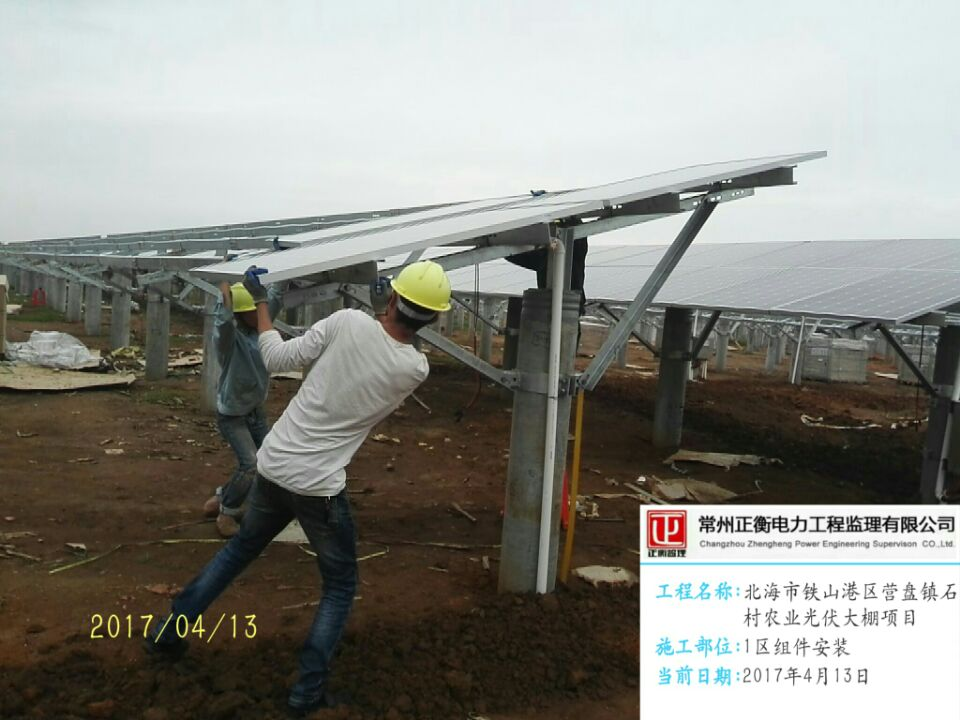 2017/04/13
正衡监理
常州正衡电力工程监理有限公司
Changzhou Zhengheng Power Engineering Supervison CO.,Ltd.
工程名称:北海市铁山港区营盘镇石
村农业光伏大棚项目
施工部位:1区组件安装
当前日期:2017年4月13日